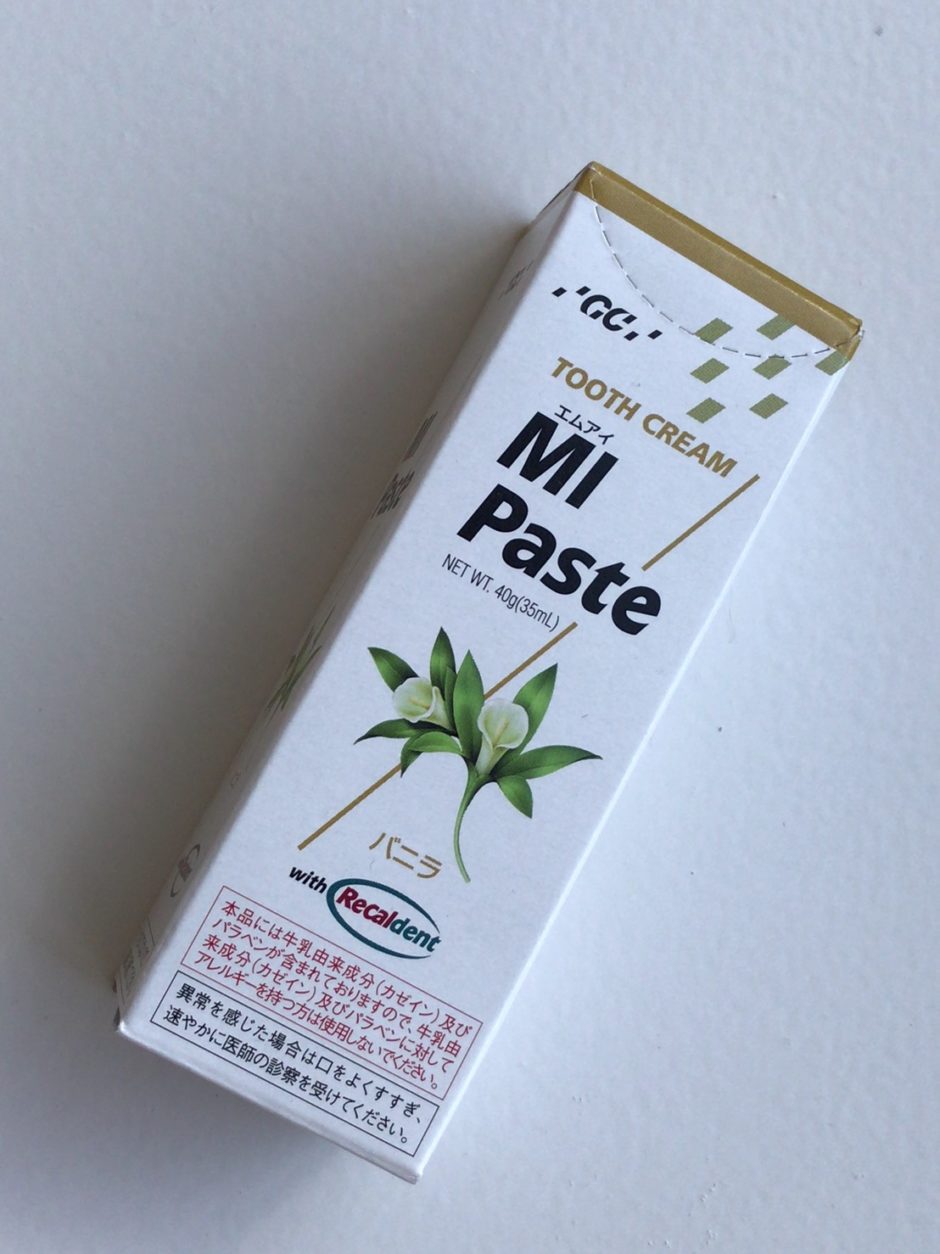 GC
TOOTH CREAM
エムアイ
MI
Paste
NET WT. 40g(35mL)
バニラ
with Recaldent
本品には牛乳由来成分(カゼイン)及び
パラベンが含まれておりますので、牛乳由
来成分(カゼイン)及びパラベンに対して
アレルギーを持つ方は使用しないでください。
異常を感じた場合は口をよくすすぎ、
速やかに医師の診察を受けてください。
MI
Paste